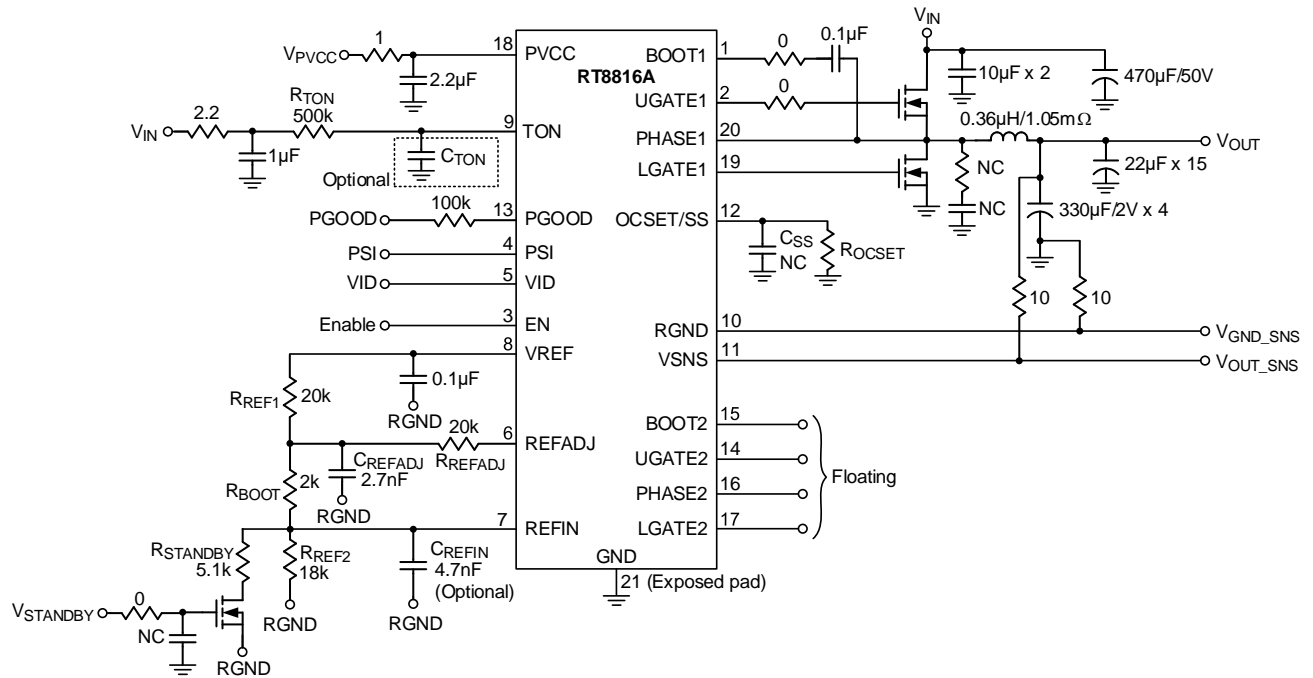 V_IN
V_PVCC 1 18 PVCC BOOT1 1 0 0.1µF
2.2µF RT8816A 10µF x 2 470µF/50V
UGATE1 2 0
R_TON
500k
V_IN 2.2 9 TON 0.36µH/1.05mΩ
PHASE1 20 V_OUT
1µF C_TON LGATE1 19 NC 22µF x 15
Optional
100k
PGOOD 13 PGOOD OCSET/SS 12 NC 330µF/2V x 4
PSI 4 PSI C_SS R_OCSET
NC
VID 5 VID 10 10
Enable 3 EN RGND 10 V_GND_SNS
8 VREF VSNS 11 V_OUT_SNS
0.1µF
R_REF1 20k RGND
BOOT2 15
20k 6 REFADJ
C_REFADJ R_REFADJ UGATE2 14
2.7nF Floating
R_BOOT 2k PHASE2 16
RGND
7 REFIN LGATE2 17
R_STANDBY R_REF2 C_REFIN GND
5.1k 18k 4.7nF
(Optional) 21 (Exposed pad)
V_STANDBY 0 RGND RGND
NC
RGND